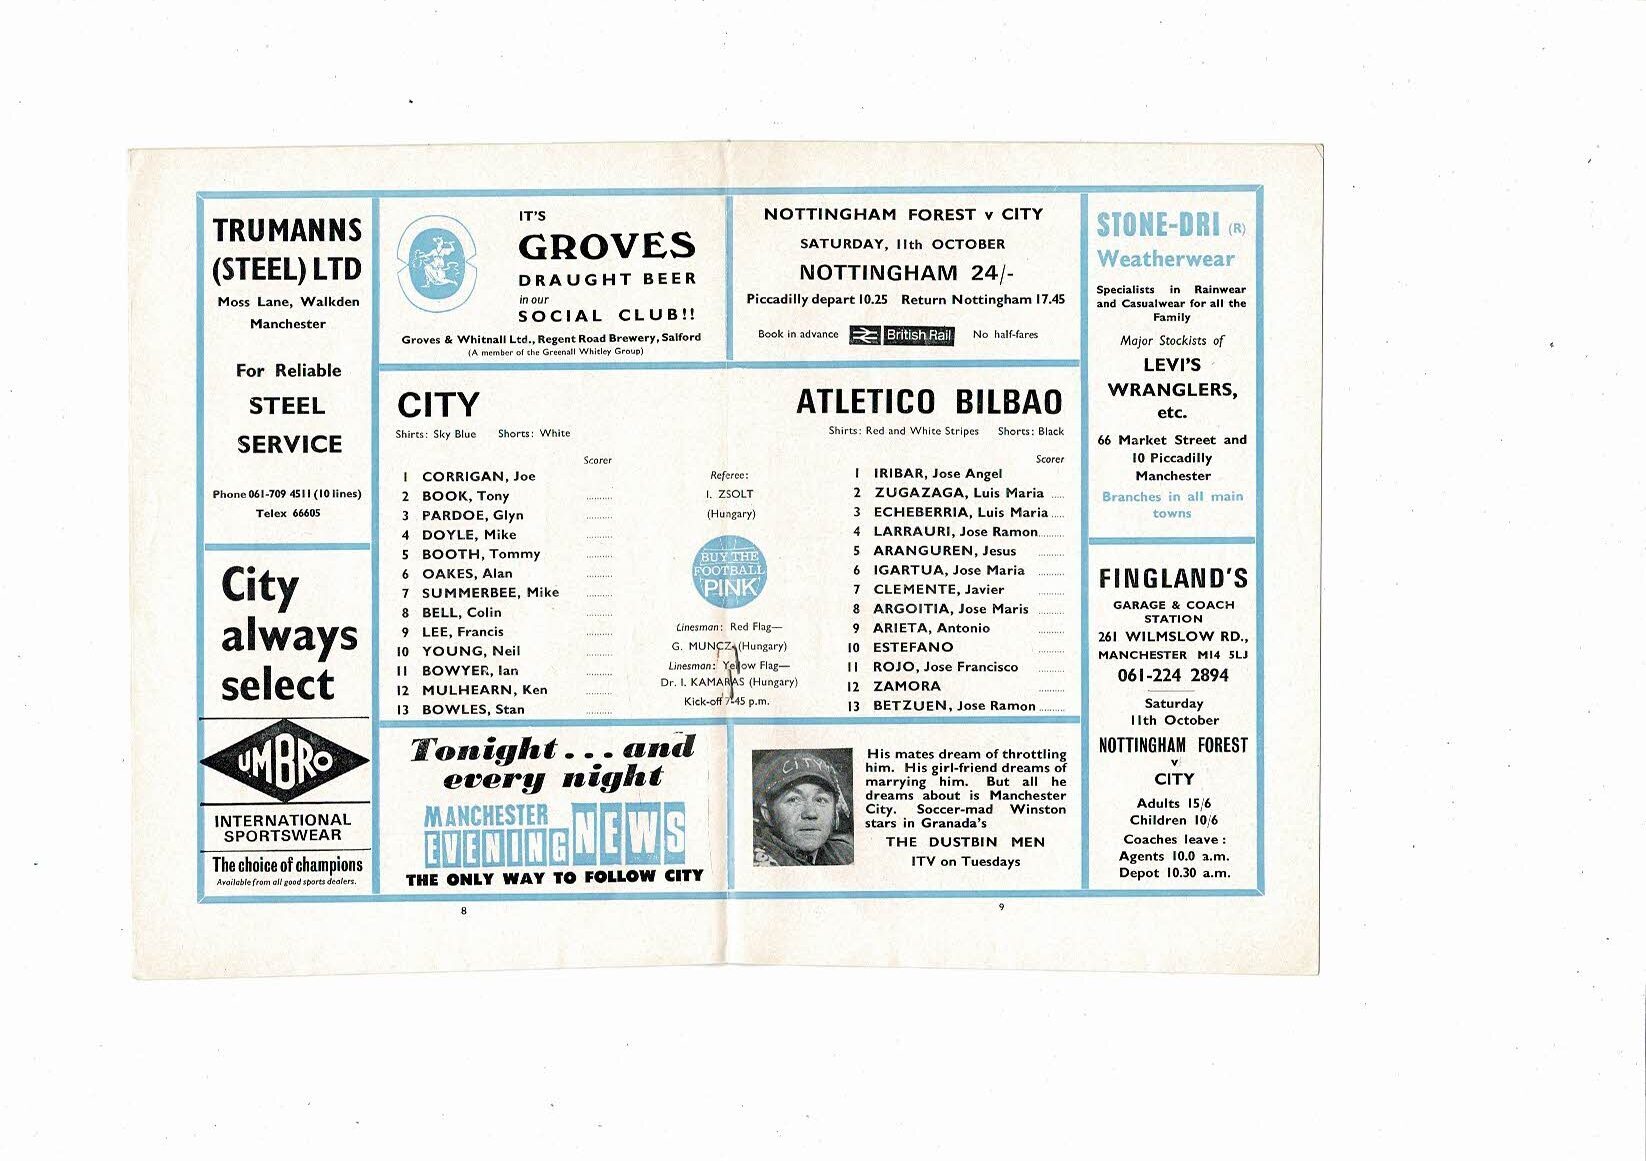 TRUMANNS
(STEEL) LTD
Moss Lane, Walkden
Manchester
For Reliable
STEEL
SERVICE
Phone 061-709 4511 (10 lines)
Telex 66605
City
always
select
UMBRO
INTERNATIONAL
SPORTSWEAR
The choice of champions
Available from all good sports dealers.
IT'S
GROVES
DRAUGHT BEER
in our
SOCIAL CLUB!!
Groves & Whitnall Ltd., Regent Road Brewery, Salford
(A member of the Greenall Whitley Group)
NOTTINGHAM FOREST v CITY
SATURDAY, 11th OCTOBER
NOTTINGHAM 24/-
Piccadilly depart 10.25 Return Nottingham 17.45
Book in advance British Rail No half-fares
CITY
Shirts: Sky Blue Shorts: White
Scorer
1 CORRIGAN, Joe
2 BOOK, Tony ..........
3 PARDOE, Glyn ..........
4 DOYLE, Mike ..........
5 BOOTH, Tommy ..........
6 OAKES, Alan ..........
7 SUMMERBEE, Mike ..........
8 BELL, Colin ..........
9 LEE, Francis ..........
10 YOUNG, Neil ..........
11 BOWYER, Ian ..........
12 MULHEARN, Ken ..........
13 BOWLES, Stan ..........
Referee:
I. ZSOLT
(Hungary)
BUY THE
FOOTBALL
'PINK'
Linesman: Red Flag—
G. MUNCZ (Hungary)
Linesman: Yellow Flag—
Dr. I. KAMARAS (Hungary)
Kick-off 7-45 p.m.
ATLETICO BILBAO
Shirts: Red and White Stripes Shorts: Black
Scorer
1 IRIBAR, Jose Angel
2 ZUGAZAGA, Luis Maria .....
3 ECHEBERRIA, Luis Maria .....
4 LARRAURI, Jose Ramon..........
5 ARANGUREN, Jesus ..........
6 IGARTUA, Jose Maria ..........
7 CLEMENTE, Javier ..........
8 ARGOITIA, Jose Maris ..........
9 ARIETA, Antonio ..........
10 ESTEFANO ..........
11 ROJO, Jose Francisco ..........
12 ZAMORA ..........
13 BETZUEN, Jose Ramon ..........
Tonight . . . and
every night
MANCHESTER
EVENING NEWS
THE ONLY WAY TO FOLLOW CITY
CITY
His mates dream of throttling
him. His girl-friend dreams of
marrying him. But all he
dreams about is Manchester
City. Soccer-mad Winston
stars in Granada's
THE DUSTBIN MEN
ITV on Tuesdays
STONE-DRI (R)
Weatherwear
Specialists in Rainwear
and Casualwear for all the
Family
Major Stockists of
LEVI'S
WRANGLERS,
etc.
66 Market Street and
10 Piccadilly
Manchester
Branches in all main
towns
FINGLAND'S
GARAGE & COACH
STATION
261 WILMSLOW RD.,
MANCHESTER M14 5LJ
061-224 2894
Saturday
11th October
NOTTINGHAM FOREST
v
CITY
Adults 15/6
Children 10/6
Coaches leave :
Agents 10.0 a.m.
Depot 10.30 a.m.
8
9